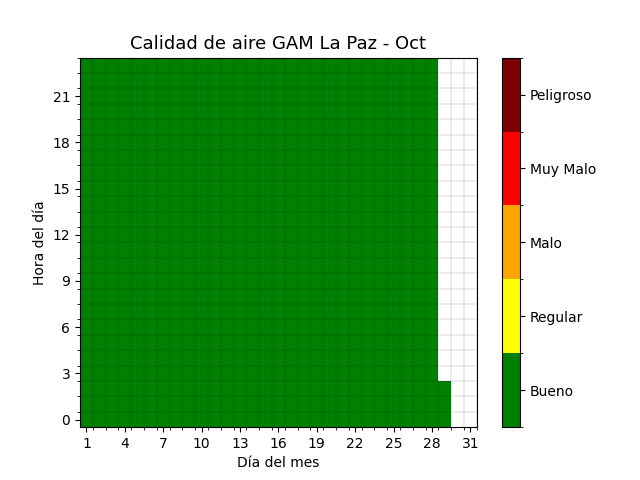 Calidad de aire GAM La Paz - Oct
Hora del día
21
18
15
12
9
6
3
0
1 4 7 10 13 16 19 22 25 28 31
Día del mes
Peligroso
Muy Malo
Malo
Regular
Bueno